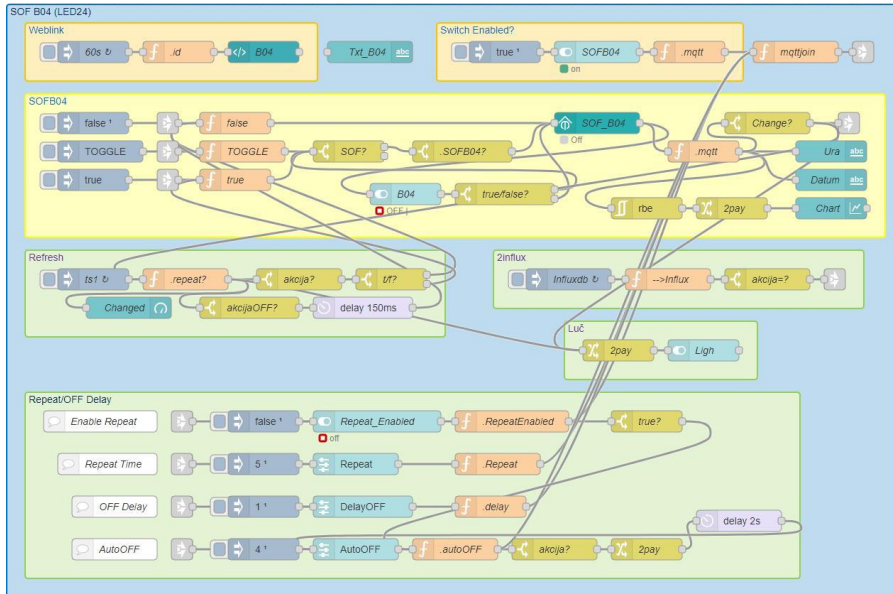 SOF B04 (LED24)
Weblink
60s ↻ .id B04 Txt_B04 abc
Switch Enabled?
true ¹ SOFB04 .mqtt mqttjoin
on
SOFB04
false ¹ false SOF_B04 Change?
Off
TOGGLE TOGGLE SOF? .SOFB04? .mqtt Ura abc
true true B04 true/false? Datum abc
OFF |
rbe 2pay Chart
Refresh
ts1 ↻ .repeat? akcija? t/f?
Changed akcijaOFF? delay 150ms
2influx
Influxdb ↻ -->Influx akcija=?
Luč
2pay Ligh
Repeat/OFF Delay
Enable Repeat false ¹ Repeat_Enabled .RepeatEnabled true?
off
Repeat Time 5 ¹ Repeat .Repeat
OFF Delay 1 ¹ DelayOFF .delay
delay 2s
AutoOFF 4 ¹ AutoOFF .autoOFF akcija? 2pay